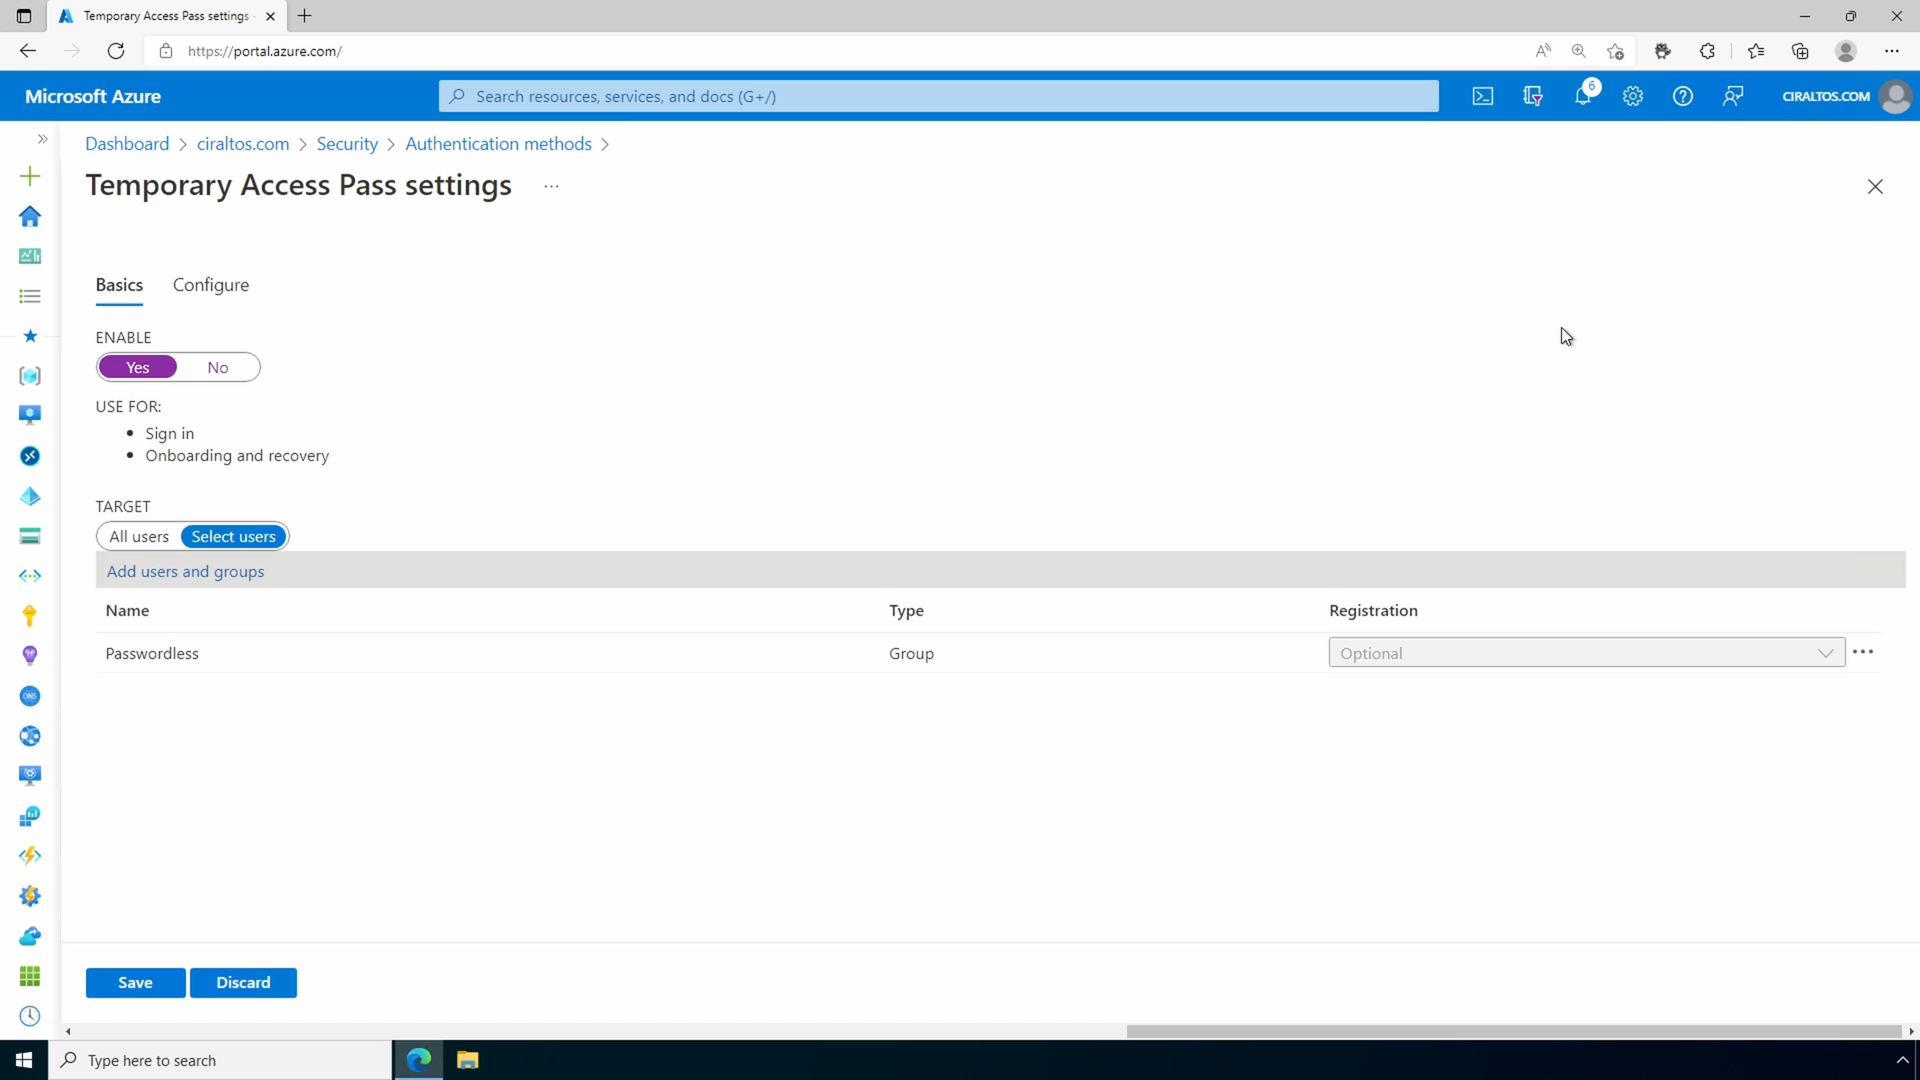 Temporary Access Pass settings
https://portal.azure.com/
Microsoft Azure
Search resources, services, and docs (G+/)
6
CIRALTOS.COM
Dashboard > ciraltos.com > Security > Authentication methods >
Temporary Access Pass settings ...
Basics Configure
ENABLE
Yes No
USE FOR:
• Sign in
• Onboarding and recovery
TARGET
All users Select users
Add users and groups
Name Type Registration
Passwordless Group Optional
DNS
Save Discard
Type here to search